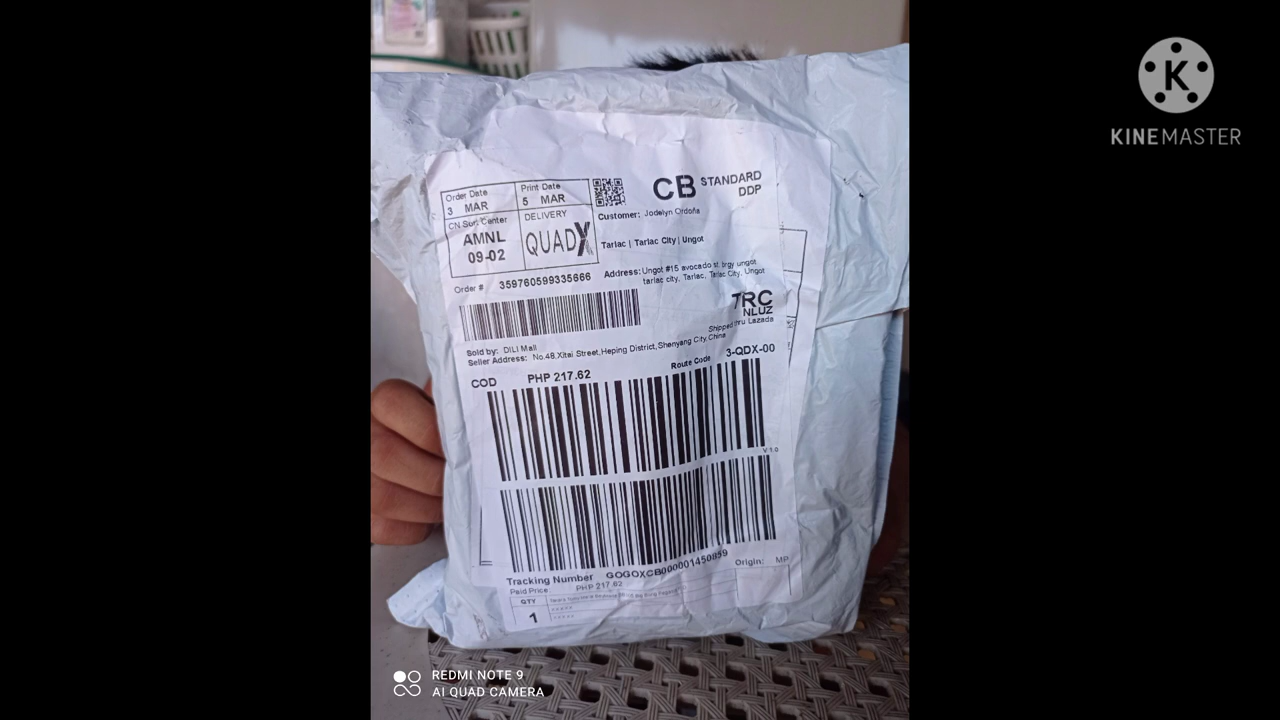 Order Date
3 MAR
Print Date
5 MAR
CB STANDARD
DDP
CN Sort Center
AMNL
09-02
DELIVERY
QUADX
Customer: Jodelyn Ordoña
Tarlac | Tarlac City | Ungot
Order # 359760599335666
Address: Ungot #15 avocado st. brgy ungot
tarlac city, Tarlac, Tarlac City, Ungot
TRC
NLUZ
Shipped thru Lazada
Sold by: DILI Mall
Seller Address: No.48,Xitai Street,Heping District,Shenyang City,China
COD PHP 217.62
Route Code 3-QDX-00
V 1.0
Tracking Number GOGOXCB000001450859
Origin: MP
Paid Price: PHP 217.62
QTY
1
KINEMASTER
REDMI NOTE 9
AI QUAD CAMERA